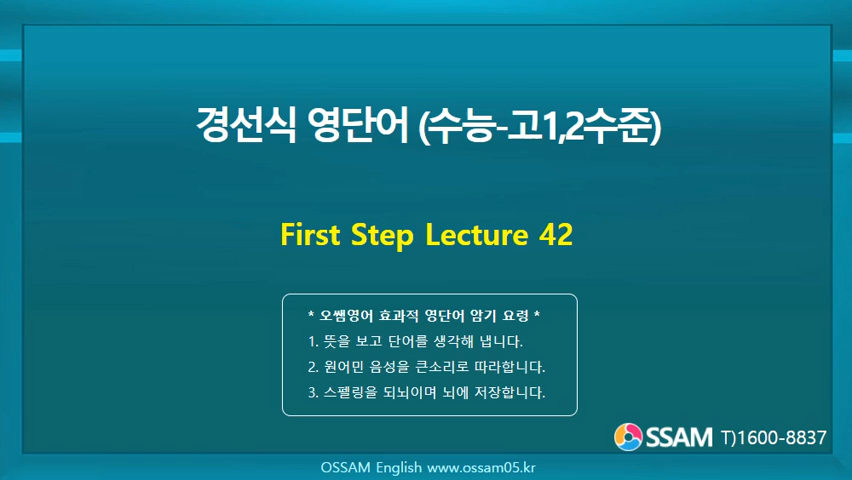 경선식 영단어 (수능-고1,2수준)
First Step Lecture 42
* 오쌤영어 효과적 영단어 암기 요령 *
1. 뜻을 보고 단어를 생각해 냅니다.
2. 원어민 음성을 큰소리로 따라합니다.
3. 스펠링을 되뇌이며 뇌에 저장합니다.
SSAM T)1600-8837
OSSAM English www.ossam05.kr